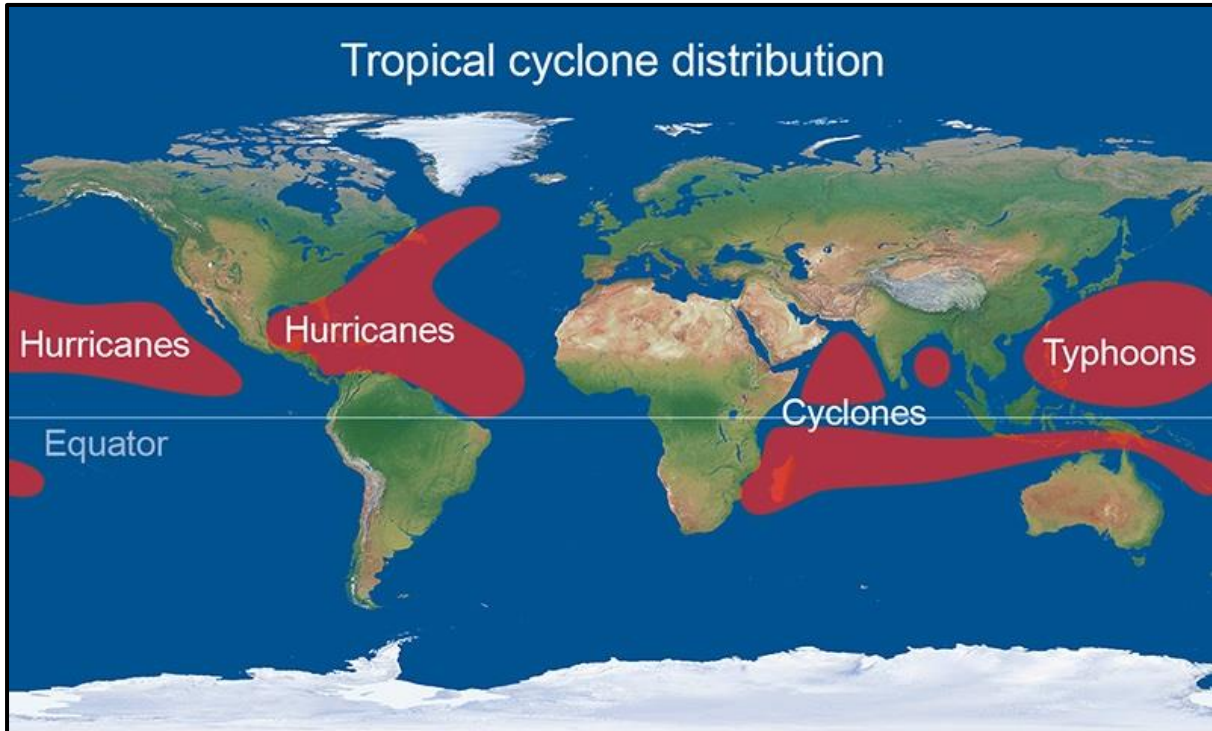 Tropical cyclone distribution
Hurricanes
Hurricanes
Typhoons
Cyclones
Equator